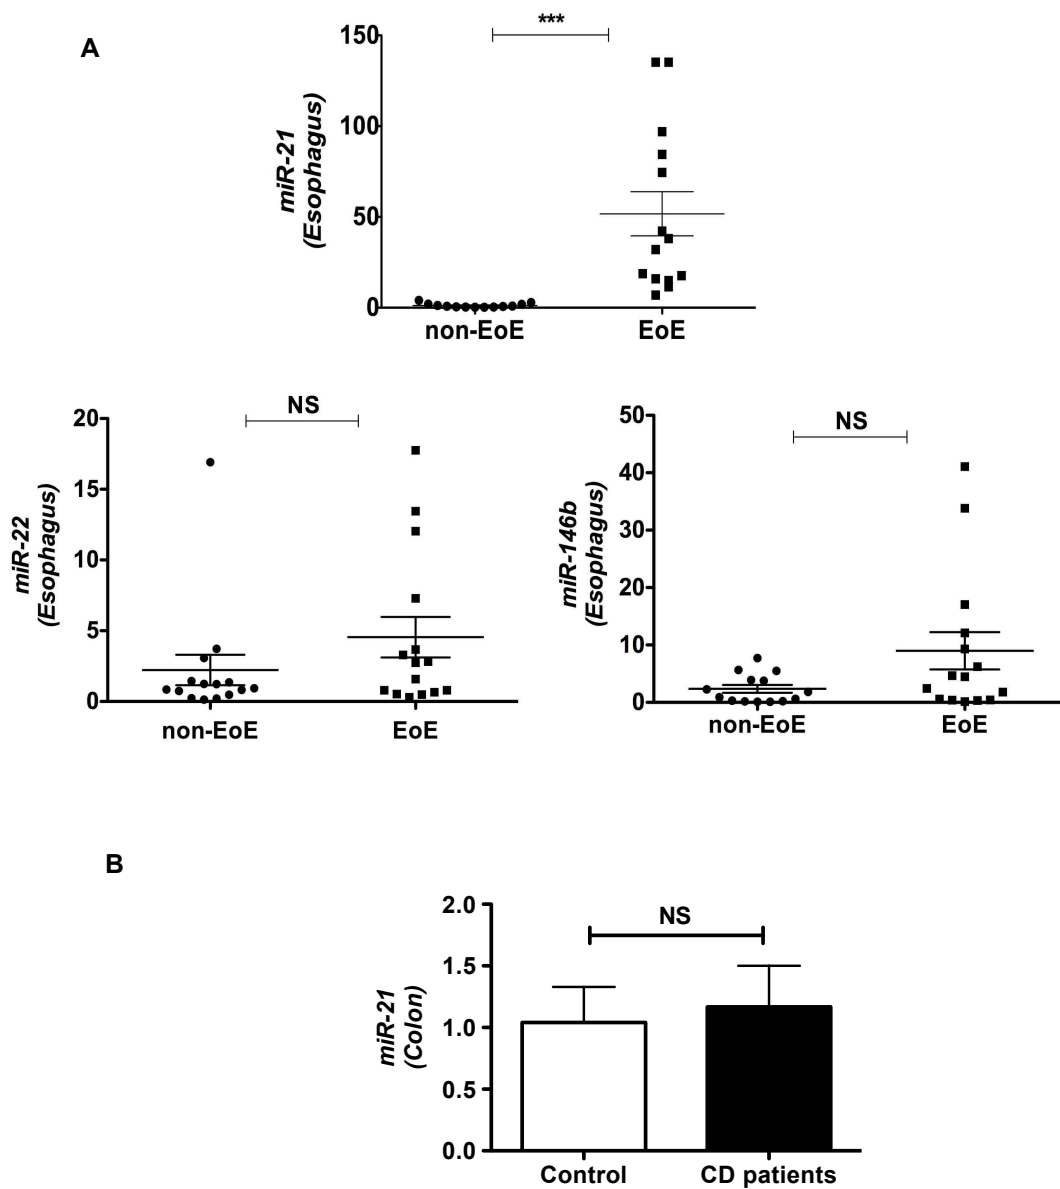 A
***
miR-21
(Esophagus)
150
100
50
0
non-EoE
EoE
NS
miR-22
(Esophagus)
20
15
10
5
0
non-EoE
EoE
NS
miR-146b
(Esophagus)
50
40
30
20
10
0
non-EoE
EoE
B
NS
miR-21
(Colon)
2.0
1.5
1.0
0.5
0.0
Control
CD patients